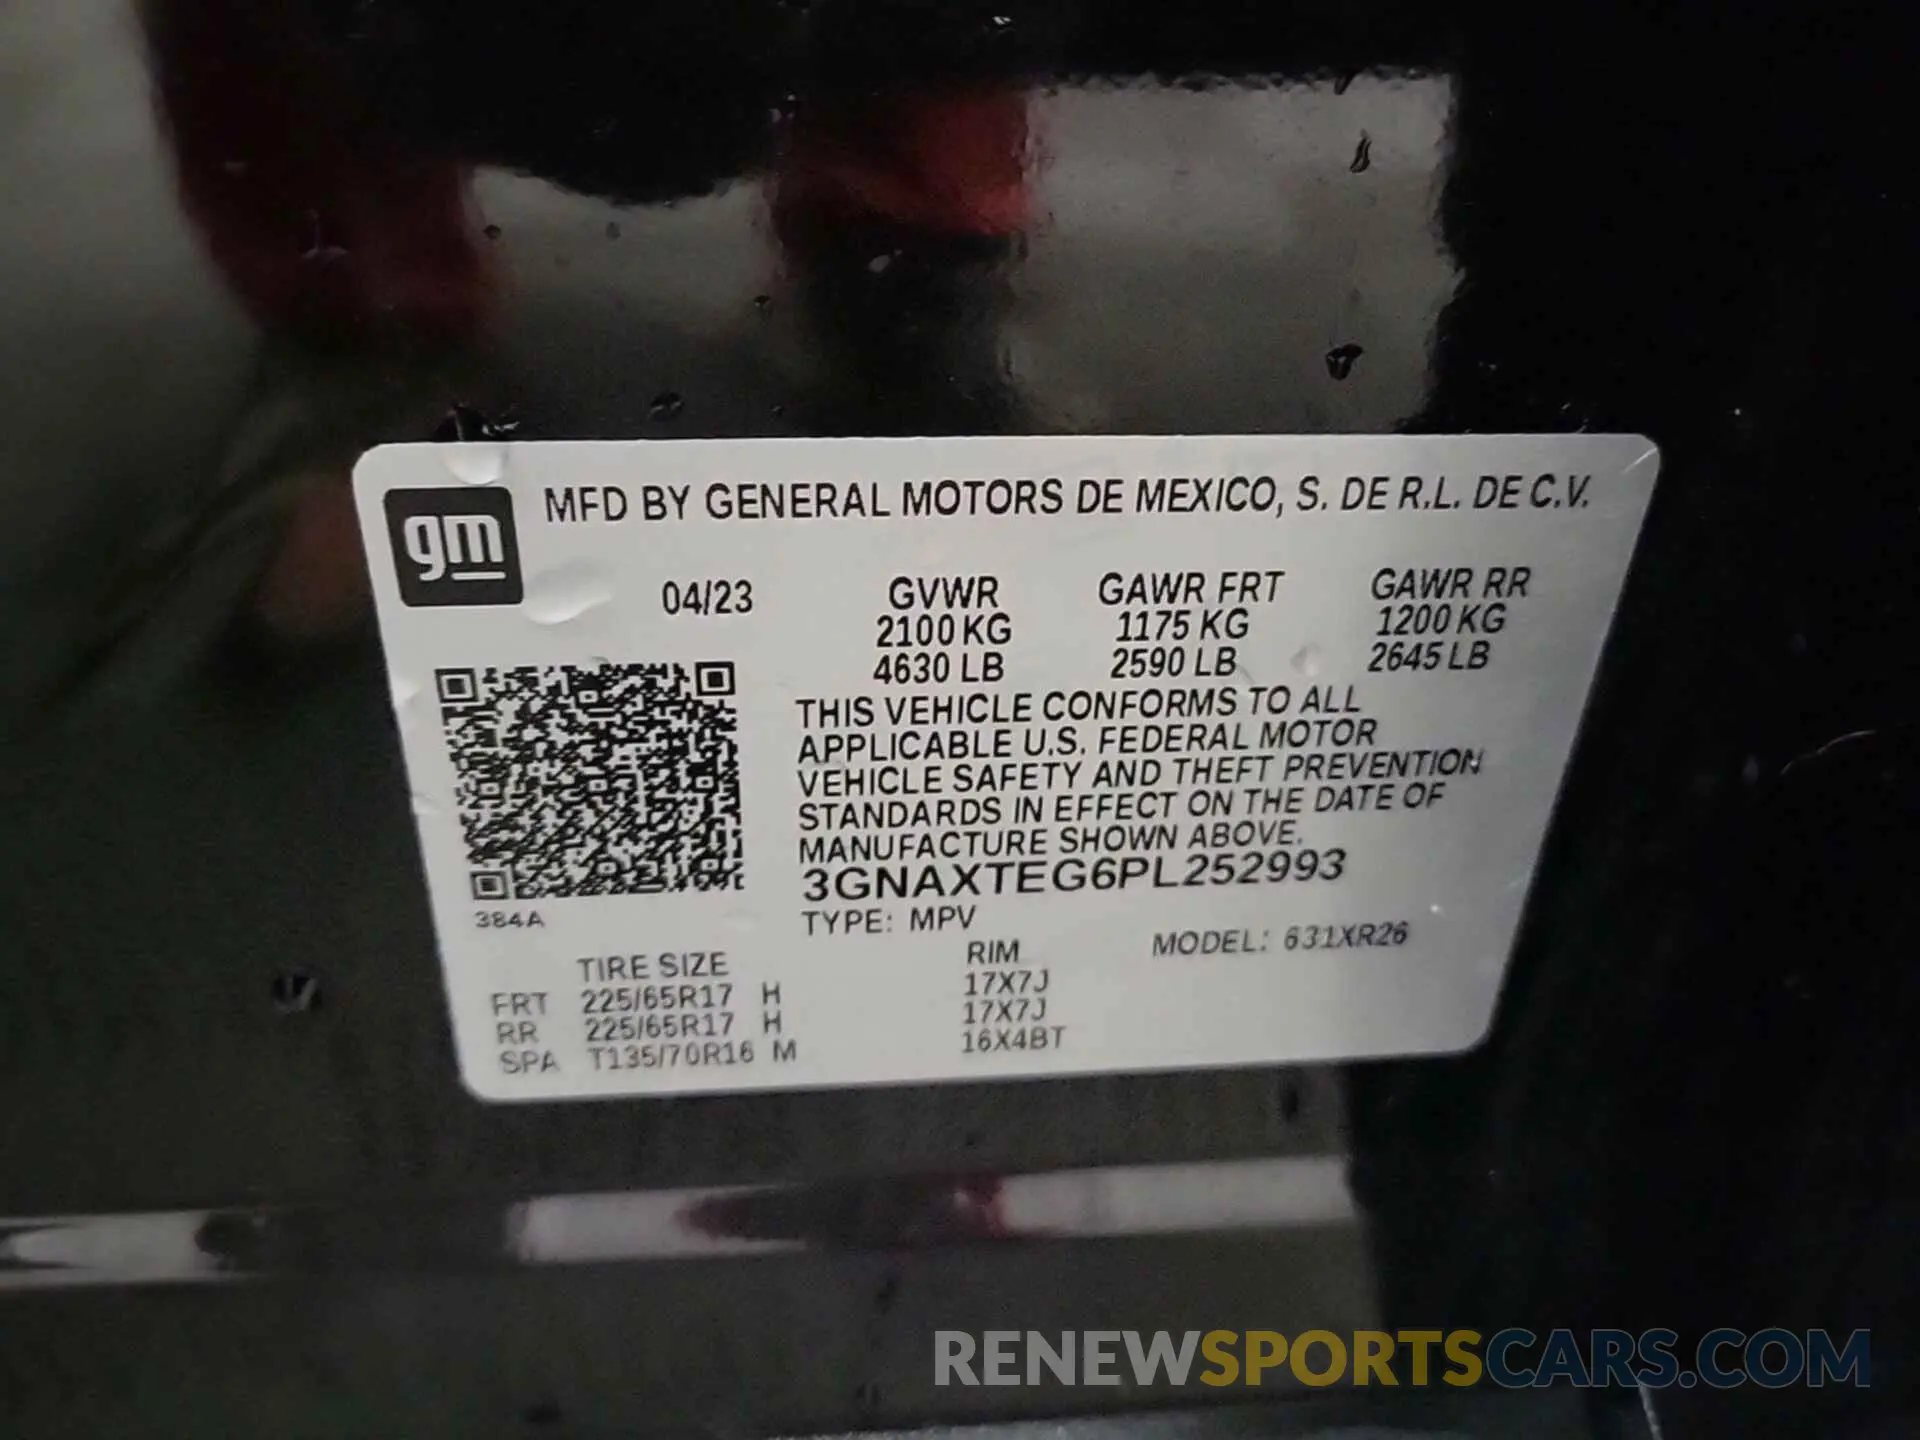 gm
MFD BY GENERAL MOTORS DE MEXICO, S. DE R.L. DE C.V.
04/23 GVWR GAWR FRT GAWR RR
2100 KG 1175 KG 1200 KG
4630 LB 2590 LB 2645 LB
THIS VEHICLE CONFORMS TO ALL
APPLICABLE U.S. FEDERAL MOTOR
VEHICLE SAFETY AND THEFT PREVENTION
STANDARDS IN EFFECT ON THE DATE OF
MANUFACTURE SHOWN ABOVE.
3GNAXTEG6PL252993
384A
TYPE: MPV MODEL: 631XR26
TIRE SIZE RIM
FRT 225/65R17 H 17X7J
RR 225/65R17 H 17X7J
SPA T135/70R16 M 16X4BT
RENEWSPORTSCARS.COM